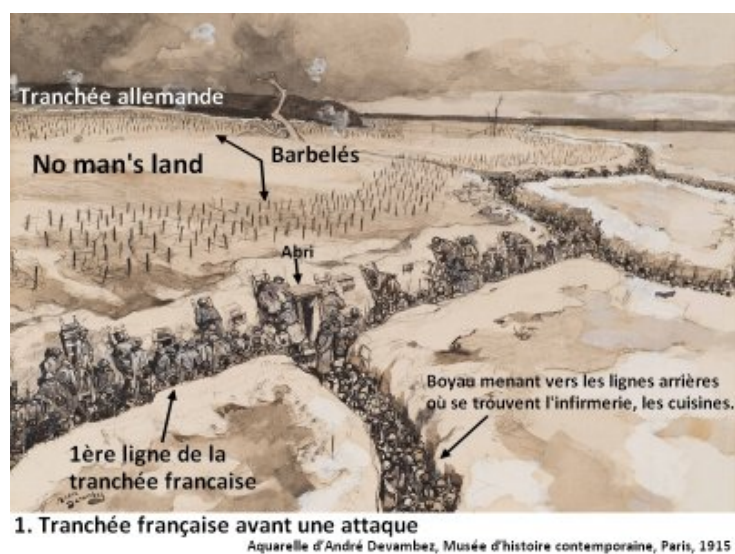 Tranchée allemande
No man's land
Barbelés
Abri
Boyau menant vers les lignes arrières
où se trouvent l'infirmerie, les cuisines.
1ère ligne de la
tranchée francaise
1. Tranchée française avant une attaque
Aquarelle d'André Devambez, Musée d'histoire contemporaine, Paris, 1915